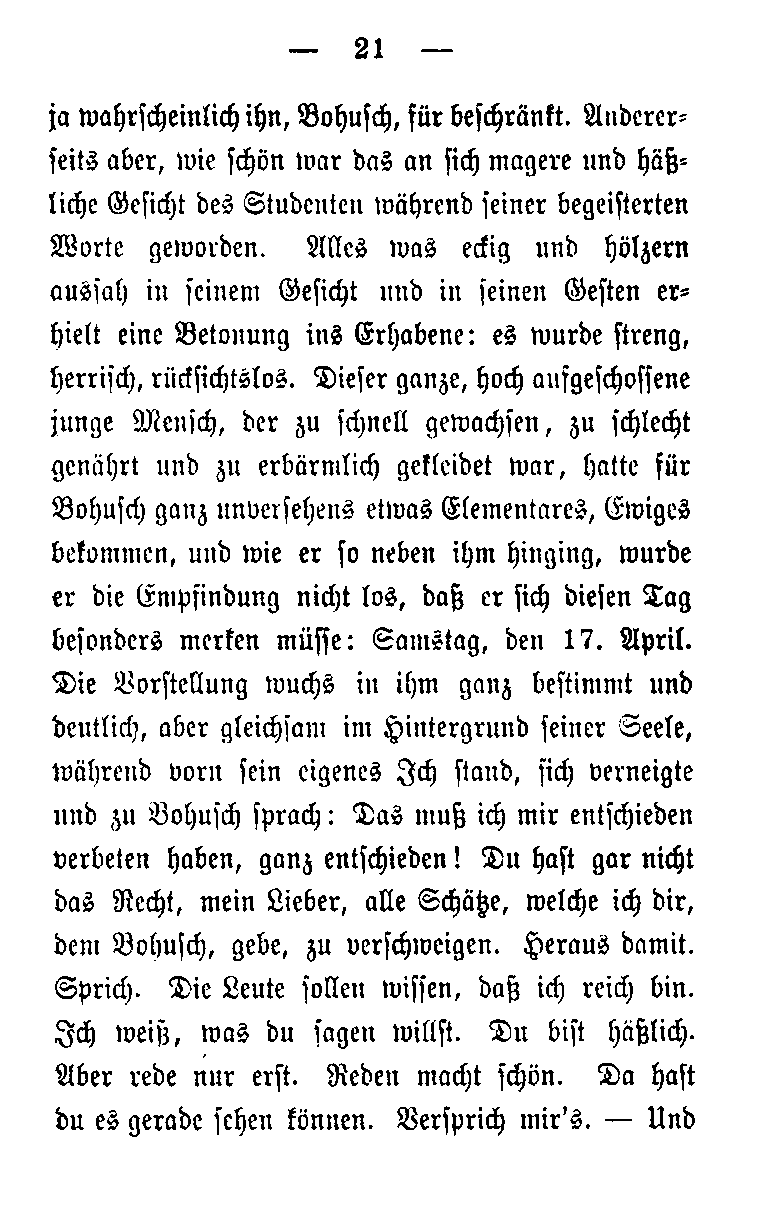 — 21 —
ja wahrscheinlich ihn, Bohusch, für beschränkt. Anderer-
seits aber, wie schön war das an sich magere und häß-
liche Gesicht des Studenten während seiner begeisterten
Worte geworden. Alles was eckig und hölzern
aussah in seinem Gesicht und in seinen Gesten er-
hielt eine Betonung ins Erhabene: es wurde streng,
herrisch, rücksichtslos. Dieser ganze, hoch aufgeschossene
junge Mensch, der zu schnell gewachsen, zu schlecht
genährt und zu erbärmlich gekleidet war, hatte für
Bohusch ganz unversehens etwas Elementares, Ewiges
bekommen, und wie er so neben ihm hinging, wurde
er die Empfindung nicht los, daß er sich diesen Tag
besonders merken müsse: Samstag, den 17. April.
Die Vorstellung wuchs in ihm ganz bestimmt und
deutlich, aber gleichsam im Hintergrund seiner Seele,
während vorn sein eigenes Ich stand, sich verneigte
und zu Bohusch sprach: Das muß ich mir entschieden
verbeten haben, ganz entschieden! Du hast gar nicht
das Recht, mein Lieber, alle Schätze, welche ich dir,
dem Bohusch, gebe, zu verschweigen. Heraus damit.
Sprich. Die Leute sollen wissen, daß ich reich bin.
Ich weiß, was du sagen willst. Du bist häßlich.
Aber rede nur erst. Reden macht schön. Da hast
du es gerade sehen können. Versprich mir's. — Und